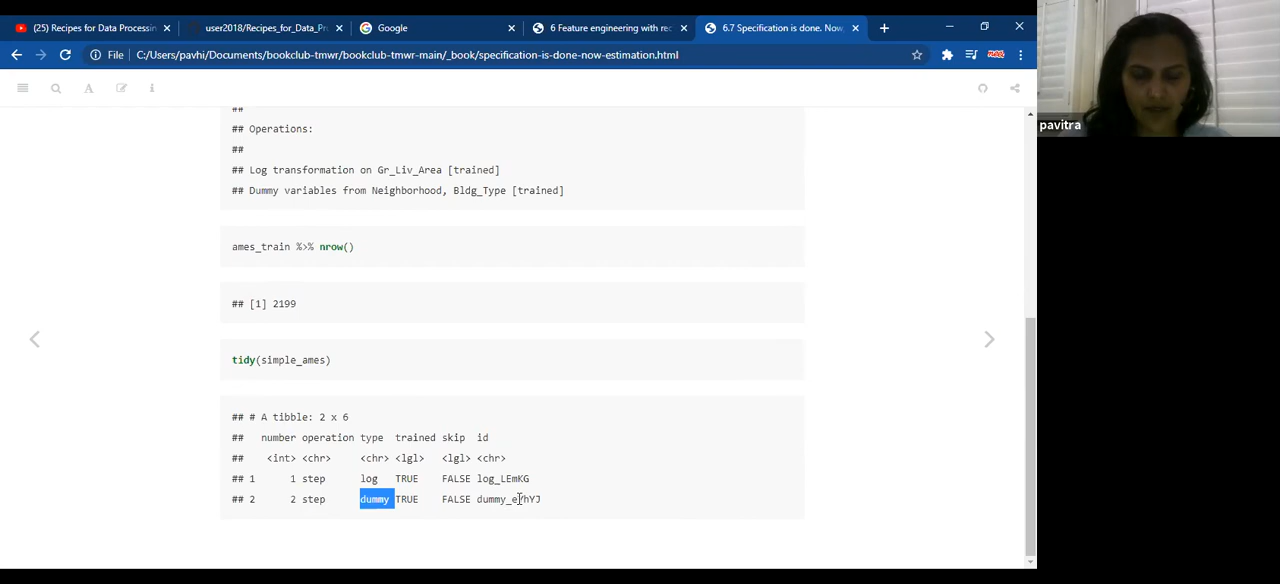 (25) Recipes for Data Processin
user2018/Recipes_for_Data_Pr
Google
6 Feature engineering with rec
6.7 Specification is done. Now,
File
C:/Users/pavhi/Documents/bookclub-tmwr/bookclub-tmwr-main/_book/specification-is-done-now-estimation.html
pavitra
##
## Operations:
##
## Log transformation on Gr_Liv_Area [trained]
## Dummy variables from Neighborhood, Bldg_Type [trained]
ames_train %>% nrow()
## [1] 2199
tidy(simple_ames)
## # A tibble: 2 x 6
## number operation type trained skip id
## <int> <chr> <chr> <lgl> <lgl> <chr>
## 1 1 step log TRUE FALSE log_LEmKG
## 2 2 step dummy TRUE FALSE